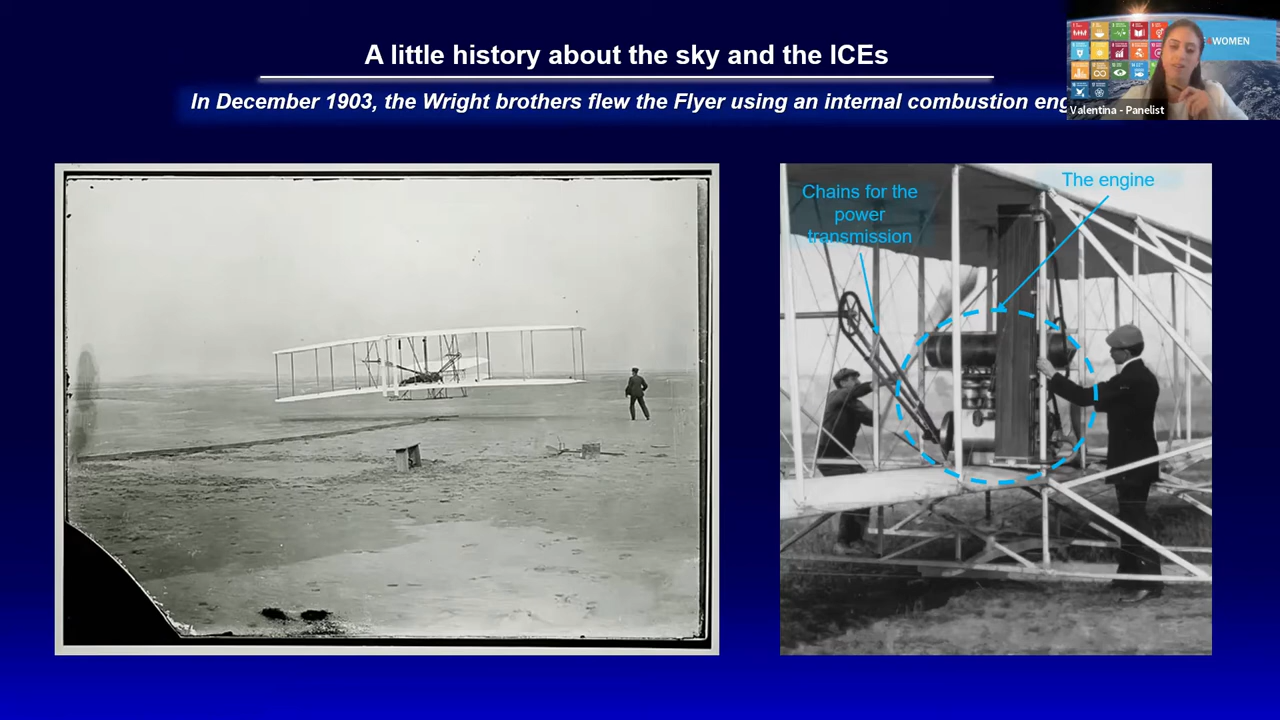 A little history about the sky and the ICEs
In December 1903, the Wright brothers flew the Flyer using an internal combustion eng
WOMEN
Valentina - Panelist
Chains for the
power
transmission
The engine